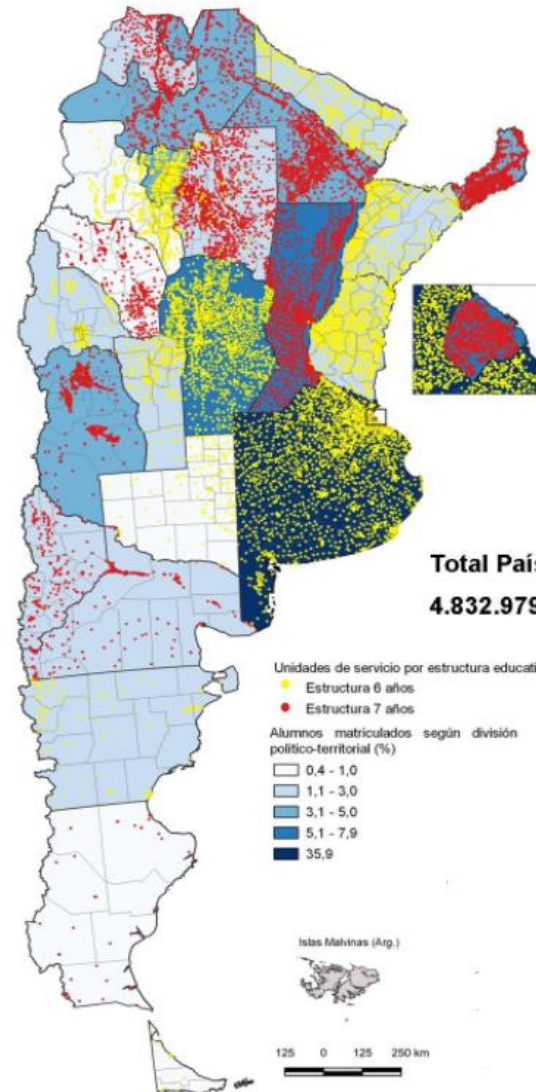 Total País
4.832.979
Unidades de servicio por estructura educati
Estructura 6 años
Estructura 7 años
Alumnos matriculados según división
político-territorial (%)
0,4 - 1,0
1,1 - 3,0
3,1 - 5,0
5,1 - 7,9
35,9
Islas Malvinas (Arg.)
125 0 125 250 km